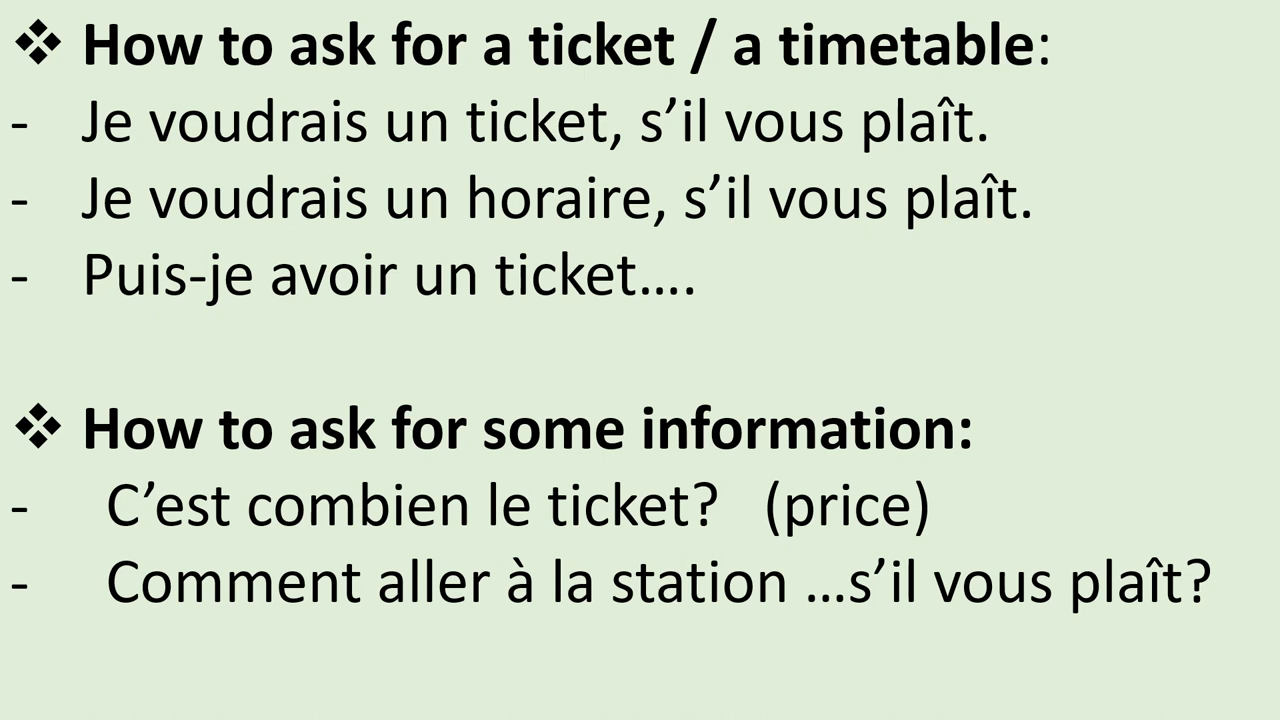 ❖ How to ask for a ticket / a timetable:
- Je voudrais un ticket, s’il vous plaît.
- Je voudrais un horaire, s’il vous plaît.
- Puis-je avoir un ticket….
❖ How to ask for some information:
- C’est combien le ticket? (price)
- Comment aller à la station …s’il vous plaît?